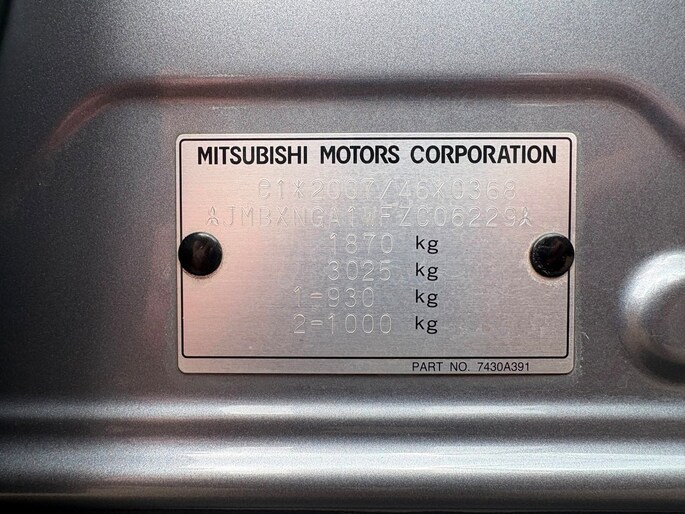 MITSUBISHI MOTORS CORPORATION
e1*2007/46*0368
JMBXNGA1WFZC06229
1870 kg
3025 kg
1=930 kg
2=1000 kg
PART NO. 7430A391